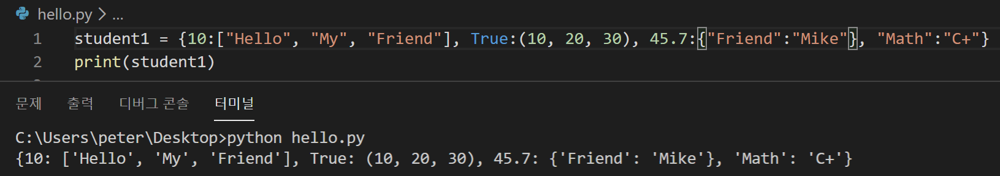 hello.py > ...
1 student1 = {10:["Hello", "My", "Friend"], True:(10, 20, 30), 45.7:{"Friend":"Mike"}, "Math":"C+"}
2 print(student1)
문제 출력 디버그 콘솔 터미널
C:\Users\peter\Desktop>python hello.py
{10: ['Hello', 'My', 'Friend'], True: (10, 20, 30), 45.7: {'Friend': 'Mike'}, 'Math': 'C+'}